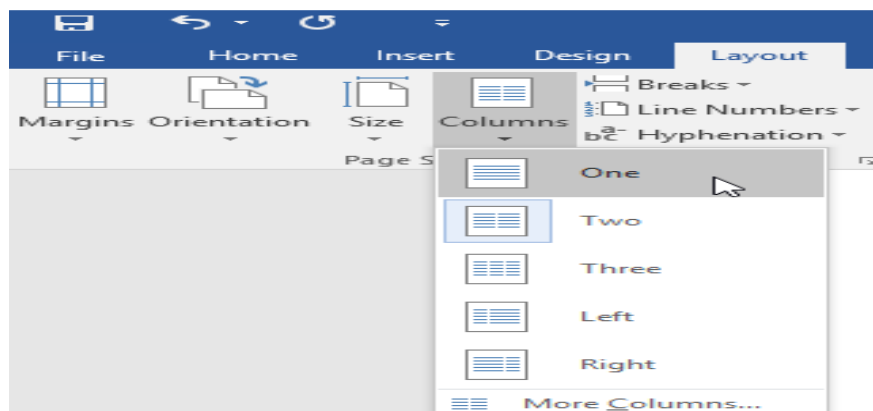 File Home Insert Design Layout
Breaks
Line Numbers
Margins Orientation Size Columns
Hyphenation
Page S
One
Two
Three
Left
Right
More Columns...